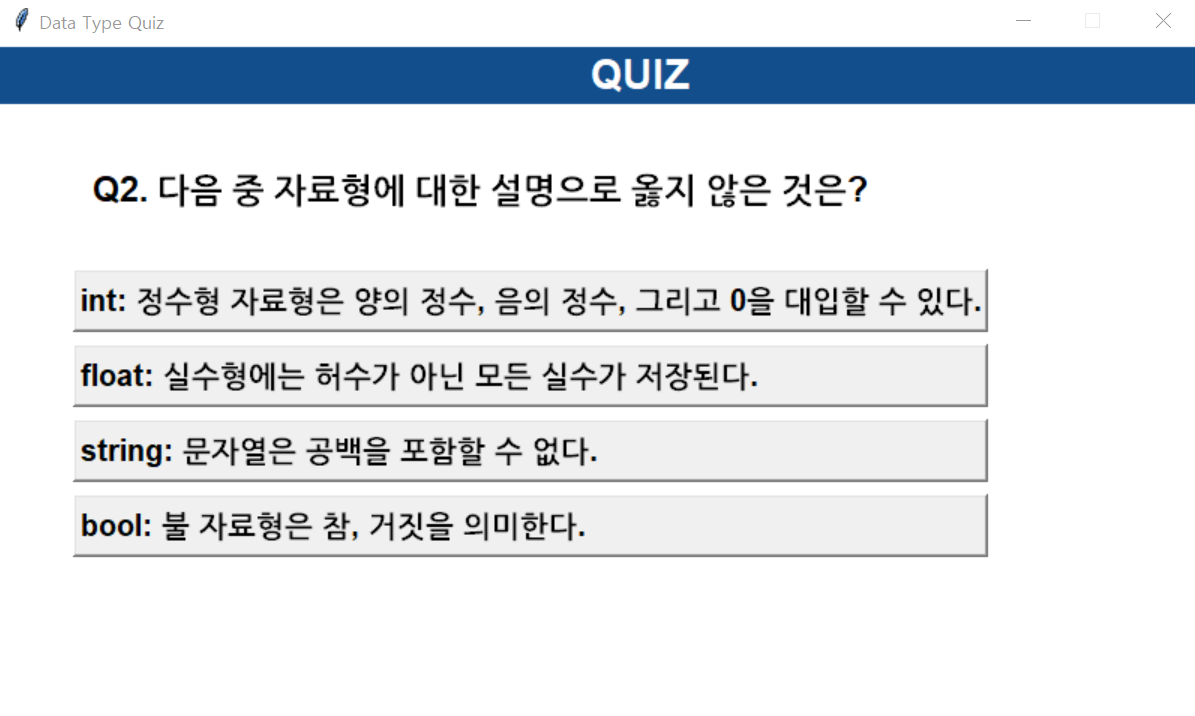 Data Type Quiz
QUIZ
Q2. 다음 중 자료형에 대한 설명으로 옳지 않은 것은?
int: 정수형 자료형은 양의 정수, 음의 정수, 그리고 0을 대입할 수 있다.
float: 실수형에는 허수가 아닌 모든 실수가 저장된다.
string: 문자열은 공백을 포함할 수 없다.
bool: 불 자료형은 참, 거짓을 의미한다.